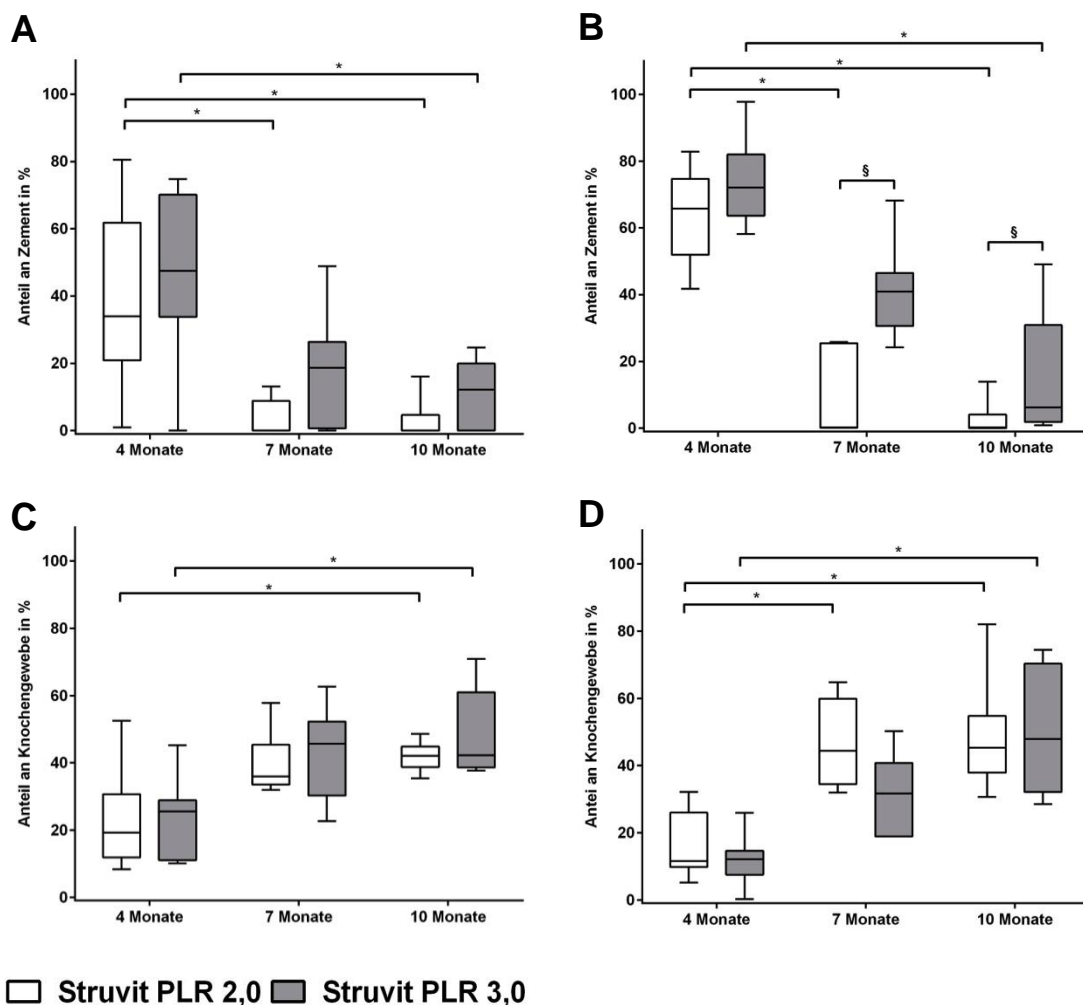 A
B
*
*
*
100
80
60
40
20
0
Anteil an Zement in %
4 Monate
7 Monate
10 Monate
*
*
*
§
§
100
80
60
40
20
0
Anteil an Zement in %
4 Monate
7 Monate
10 Monate
C
D
*
*
100
80
60
40
20
0
Anteil an Knochengewebe in %
4 Monate
7 Monate
10 Monate
*
*
*
100
80
60
40
20
0
Antei an Knochengewebe in %
4 Monate
7 Monate
10 Monate
Struvit PLR 2,0 Struvit PLR 3,0